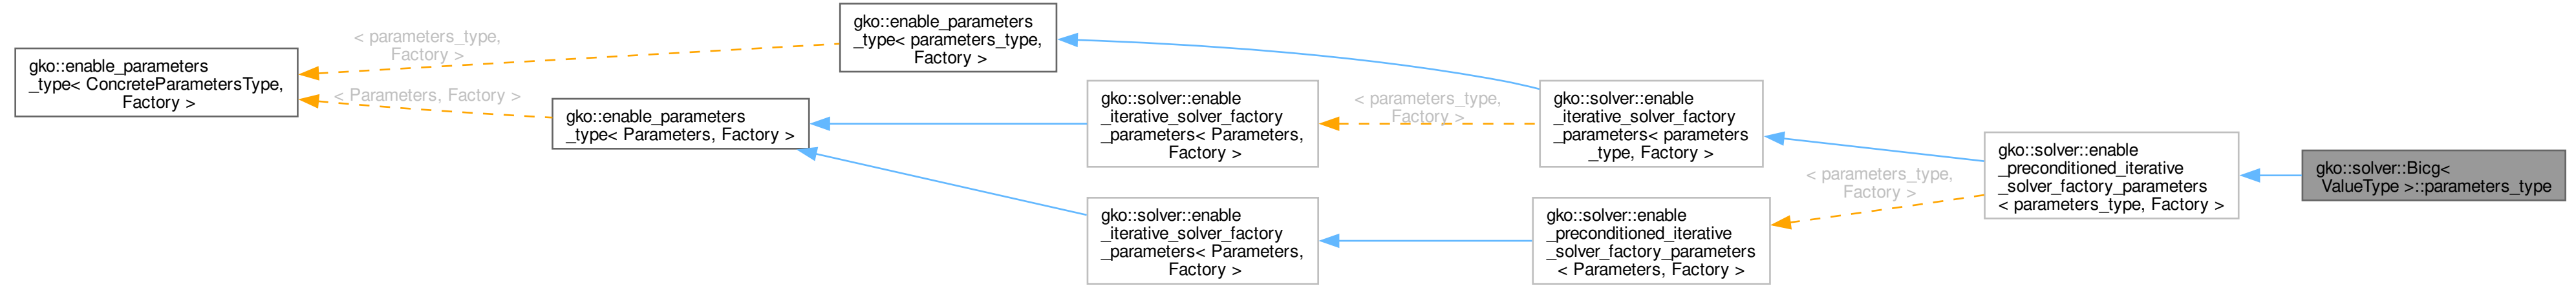 gko::enable_parameters
_type< ConcreteParametersType,
Factory >
< parameters_type,
Factory >
< Parameters, Factory >
gko::enable_parameters
_type< parameters_type,
Factory >
gko::enable_parameters
_type< Parameters, Factory >
gko::solver::enable
_iterative_solver_factory
_parameters< Parameters,
Factory >
gko::solver::enable
_iterative_solver_factory
_parameters< Parameters,
Factory >
< parameters_type,
Factory >
gko::solver::enable
_iterative_solver_factory
_parameters< parameters
_type, Factory >
gko::solver::enable
_preconditioned_iterative
_solver_factory_parameters
< Parameters, Factory >
< parameters_type,
Factory >
gko::solver::enable
_preconditioned_iterative
_solver_factory_parameters
< parameters_type, Factory >
gko::solver::Bicg<
ValueType >::parameters_type